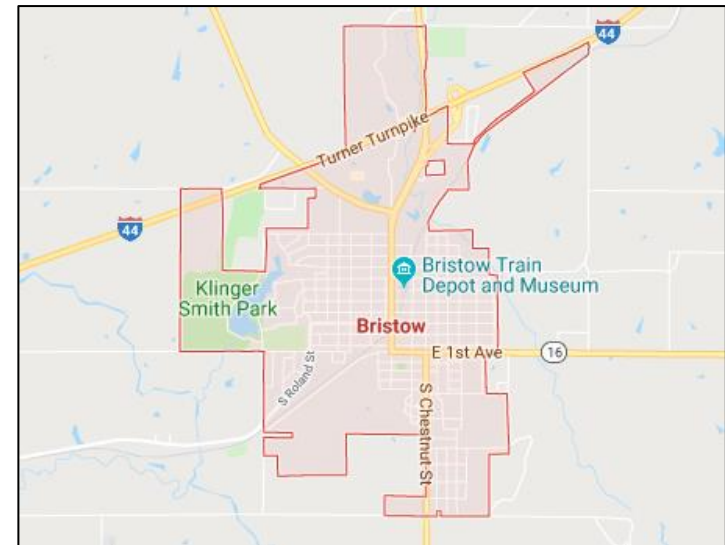 44
Turner Turnpike
44
Klinger
Smith Park
Bristow Train
Depot and Museum
Bristow
E 1st Ave
16
S Roland St
S Chestnut St